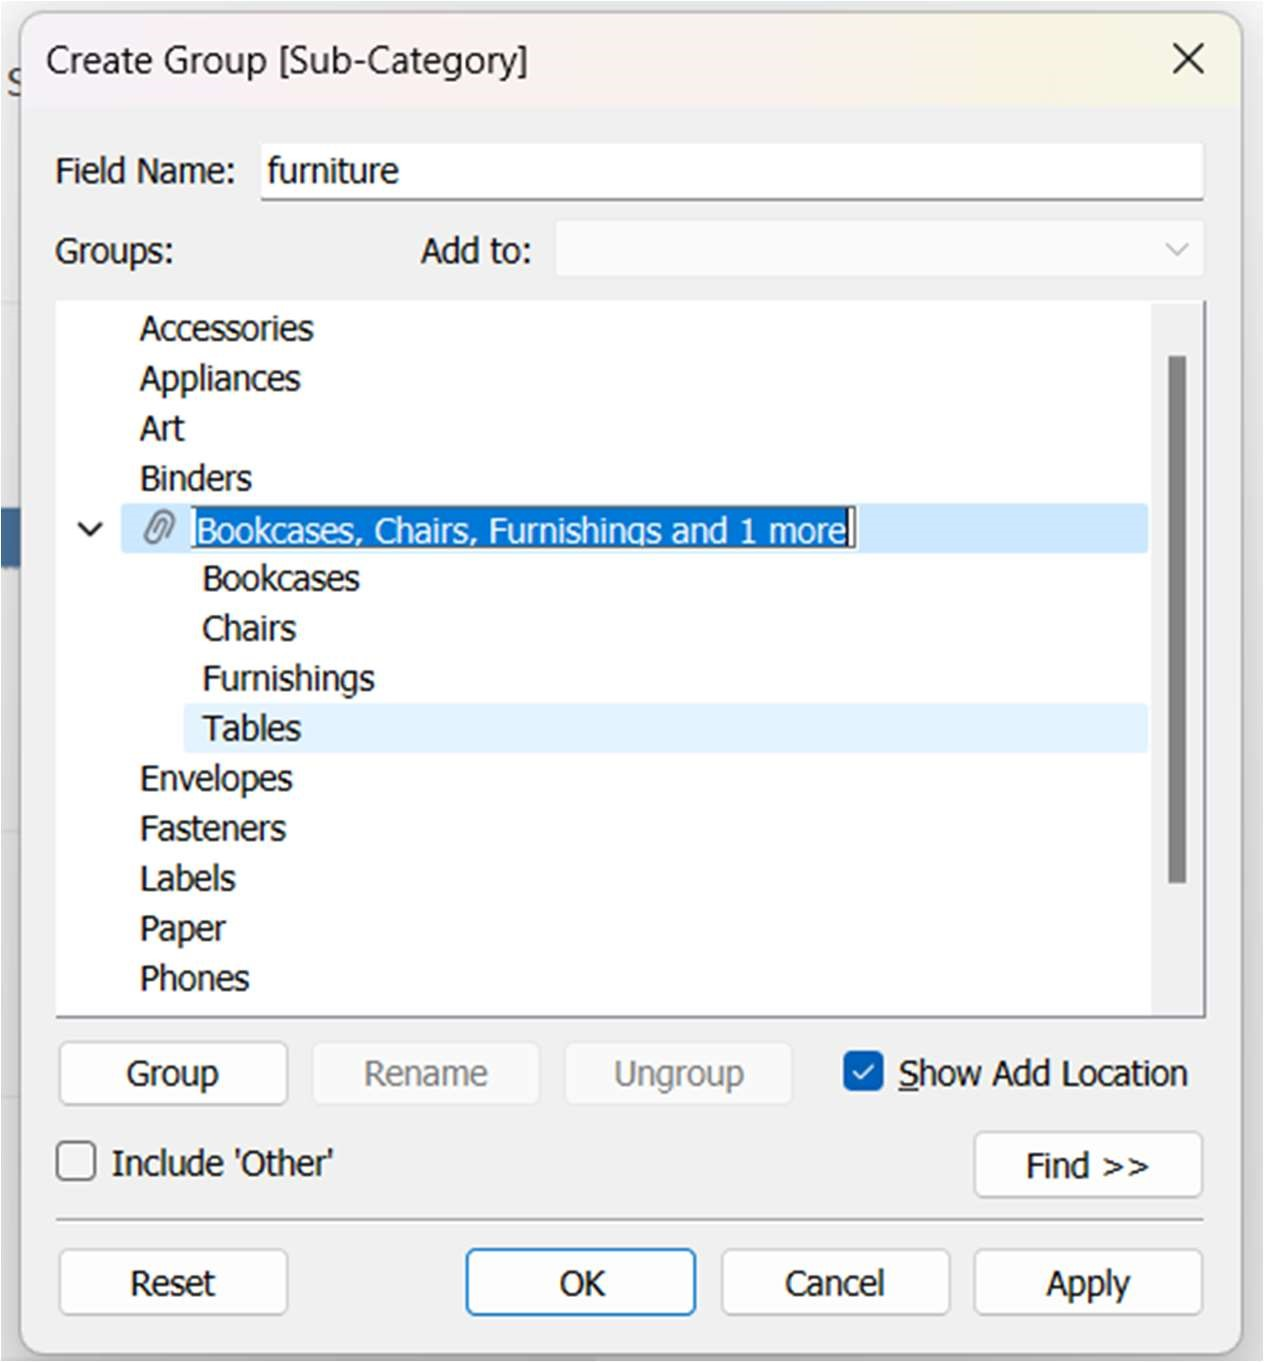 Create Group [Sub-Category]
Field Name: furniture
Groups: Add to:
Accessories
Appliances
Art
Binders
Bookcases, Chairs, Furnishings and 1 more
Bookcases
Chairs
Furnishings
Tables
Envelopes
Fasteners
Labels
Paper
Phones
Group Rename Ungroup Show Add Location
Include 'Other'
Find >>
Reset OK Cancel Apply